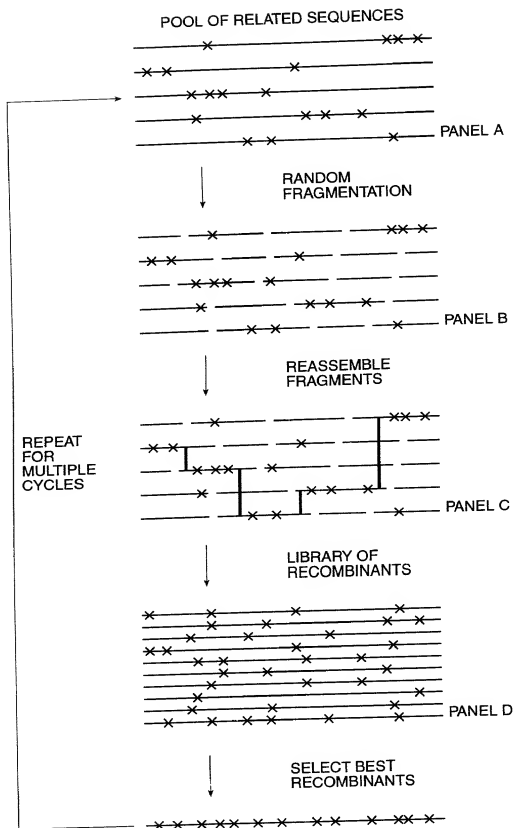 POOL OF RELATED SEQUENCES
PANEL A
RANDOM
FRAGMENTATION
PANEL B
REASSEMBLE
FRAGMENTS
REPEAT
FOR
MULTIPLE
CYCLES
PANEL C
LIBRARY OF
RECOMBINANTS
PANEL D
SELECT BEST
RECOMBINANTS